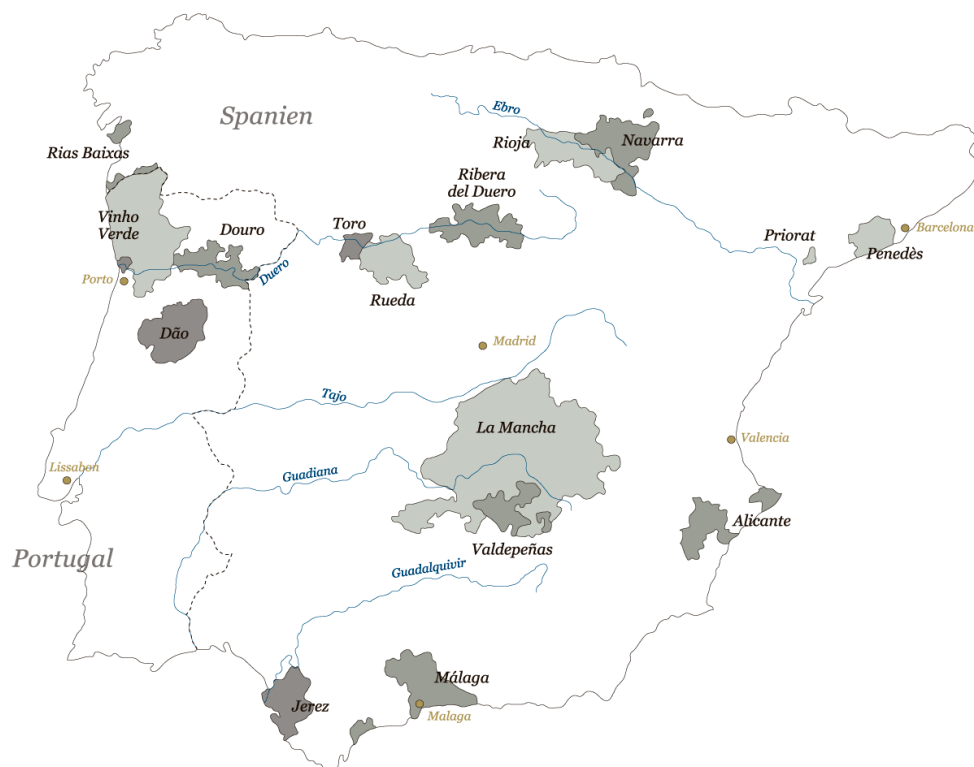 Ebro
Spanien
Rioja
Navarra
Rias Baixas
Ribera
del Duero
Vinho
Verde
Douro
Toro
Barcelona
Priorat
Penedès
Duero
Porto
Rueda
Dão
Madrid
Tajo
La Mancha
Valencia
Lissabon
Guadiana
Alicante
Valdepeñas
Portugal
Guadalquivir
Málaga
Jerez
Malaga